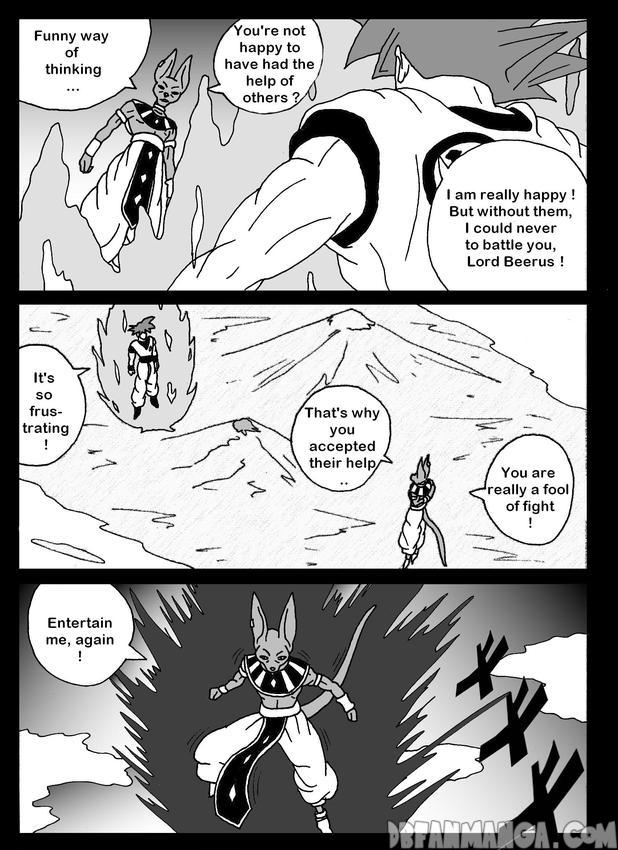 Funny way
of
thinking
...
You're not
happy to
have had the
help of
others ?
I am really happy !
But without them,
I could never
to battle you,
Lord Beerus !
It's
so
frus-
trating
!
That's why
you
accepted
their help
..
You are
really a fool
of fight
!
Entertain
me, again
!
DBFANMANGA.COM